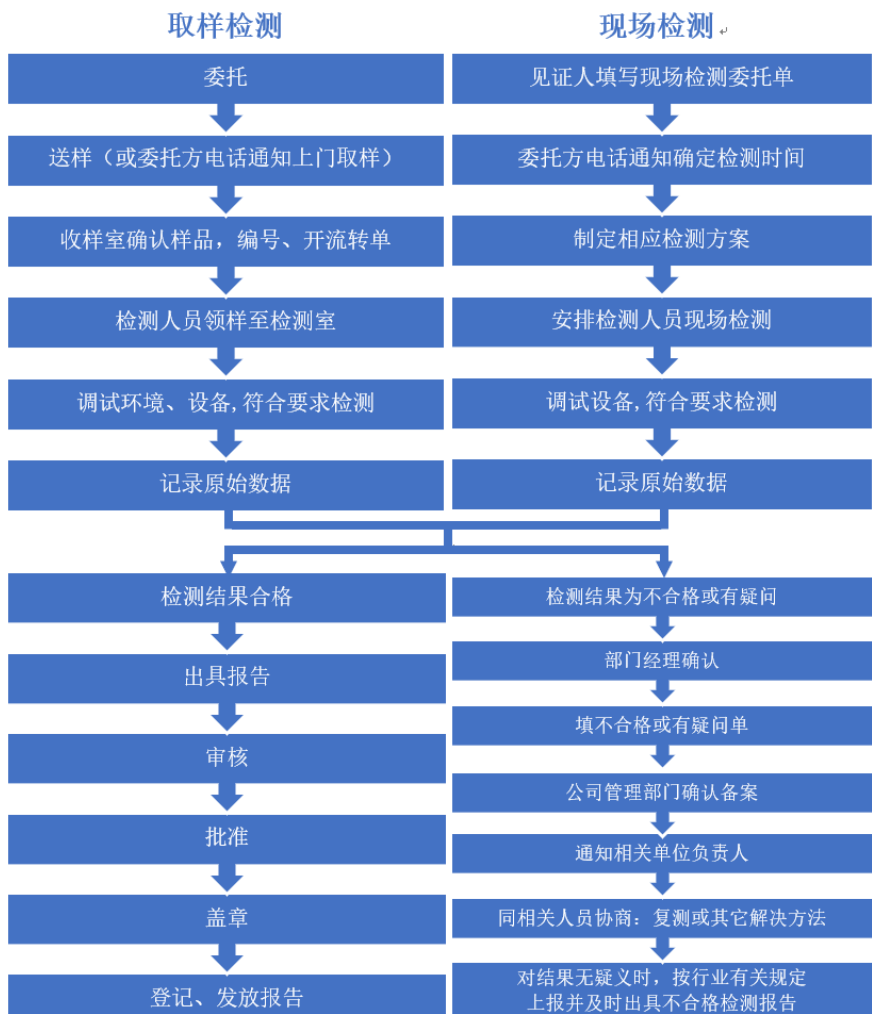 取样检测
委托
送样（或委托方电话通知上门取样）
收样室确认样品，编号、开流转单
检测人员领样至检测室
调试环境、设备,符合要求检测
记录原始数据
现场检测
见证人填写现场检测委托单
委托方电话通知确定检测时间
制定相应检测方案
安排检测人员现场检测
调试设备,符合要求检测
记录原始数据
检测结果合格
出具报告
审核
批准
盖章
登记、发放报告
检测结果为不合格或有疑问
部门经理确认
填不合格或有疑问单
公司管理部门确认备案
通知相关单位负责人
同相关人员协商：复测或其它解决方法
对结果无疑义时，按行业有关规定
上报并及时出具不合格检测报告